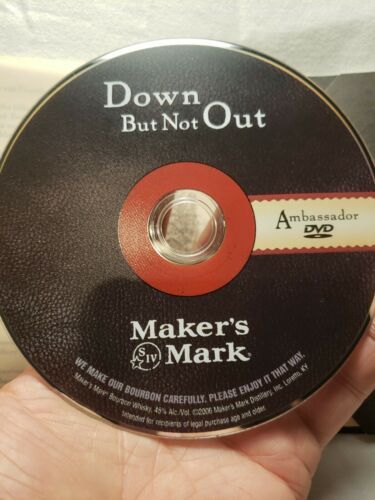 Down
But Not Out
Ambassador
DVD
Maker's
S IV Mark®
WE MAKE OUR BOURBON CAREFULLY. PLEASE ENJOY IT THAT WAY.
Maker's Mark® Bourbon Whisky, 45% Alc./Vol. ©2006 Maker's Mark Distillery, Inc. Loretto, KY
Intended for recipients of legal purchase age and older.